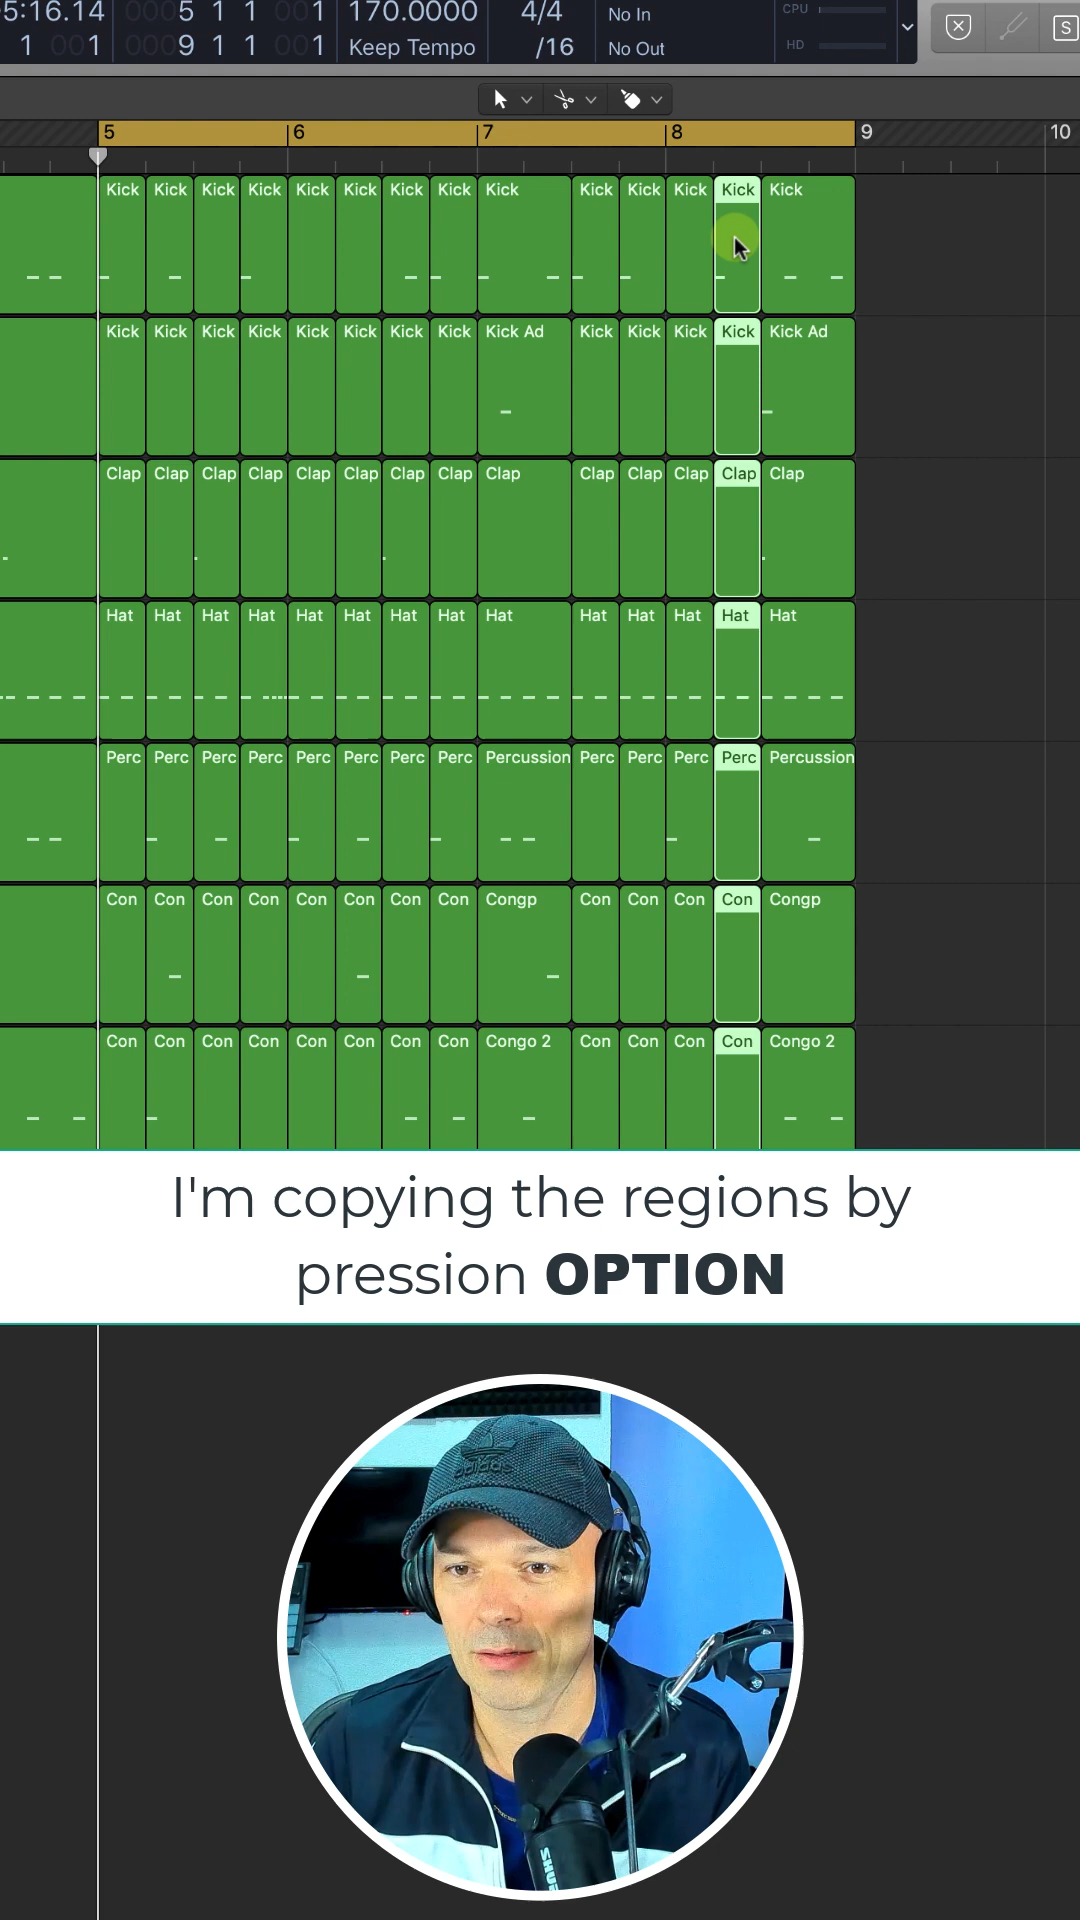 5:16.14 0005 1 1 001 170.0000 4/4 No In CPU
1 001 0009 1 1 001 Keep Tempo /16 No Out HD S
5 6 7 8 9 10
Kick Kick Kick Kick Kick Kick Kick Kick Kick Kick Kick Kick Kick Kick
Kick Kick Kick Kick Kick Kick Kick Kick Kick Ad Kick Kick Kick Kick Kick Ad
Clap Clap Clap Clap Clap Clap Clap Clap Clap Clap Clap Clap Clap Clap
Hat Hat Hat Hat Hat Hat Hat Hat Hat Hat Hat Hat Hat Hat
Perc Perc Perc Perc Perc Perc Perc Perc Percussion Perc Perc Perc Perc Percussion
Con Con Con Con Con Con Con Con Congp Con Con Con Con Congp
Con Con Con Con Con Con Con Con Congo 2 Con Con Con Con Congo 2
I'm copying the regions by
pression OPTION
adidas
SHURE